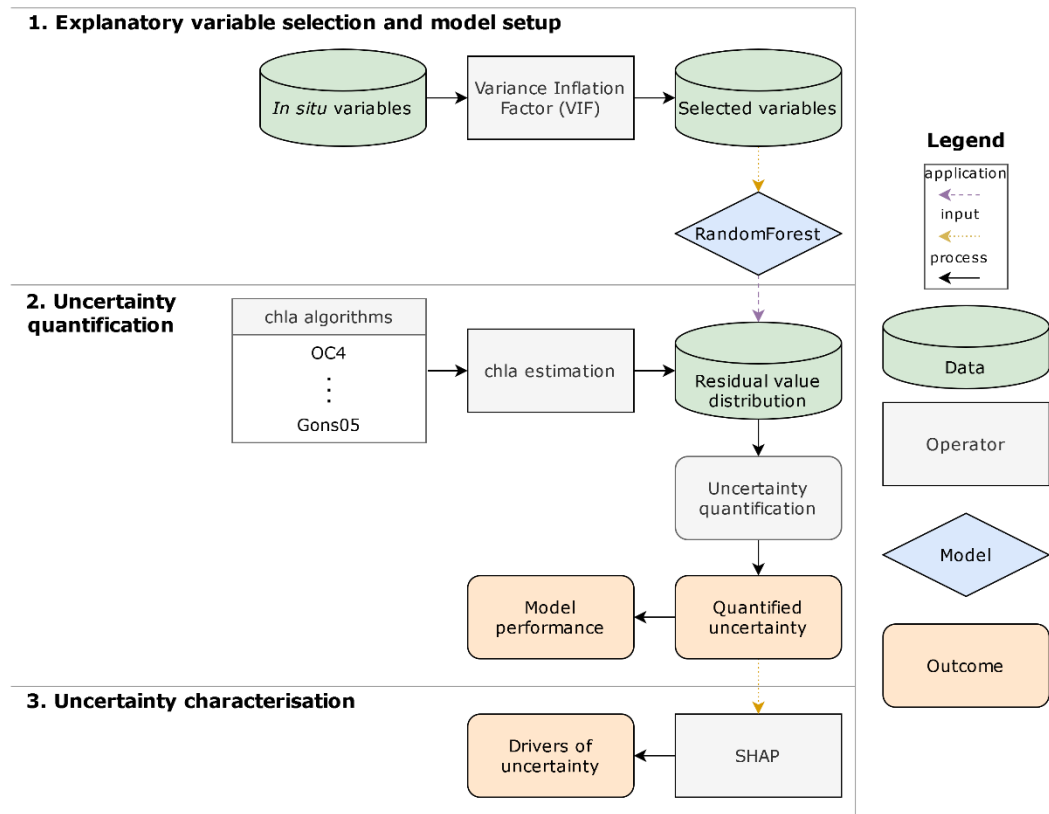 1. Explanatory variable selection and model setup
In situ variables
Variance Inflation
Factor (VIF)
Selected variables
RandomForest
2. Uncertainty
quantification
chla algorithms
OC4
Gons05
chla estimation
Residual value
distribution
Uncertainty
quantification
Model
performance
Quantified
uncertainty
3. Uncertainty characterisation
Drivers of
uncertainty
SHAP
Legend
application
input
process
Data
Operator
Model
Outcome